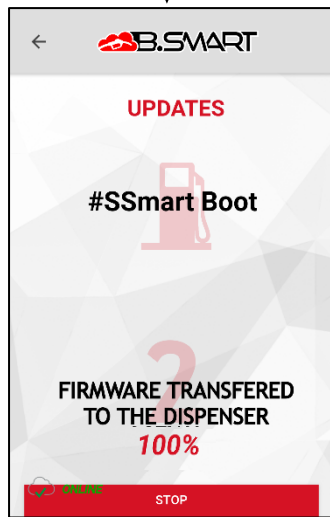 B.SMART
UPDATES
#SSmart Boot
2
FIRMWARE TRANSFERED
TO THE DISPENSER
100%
ONLINE
STOP